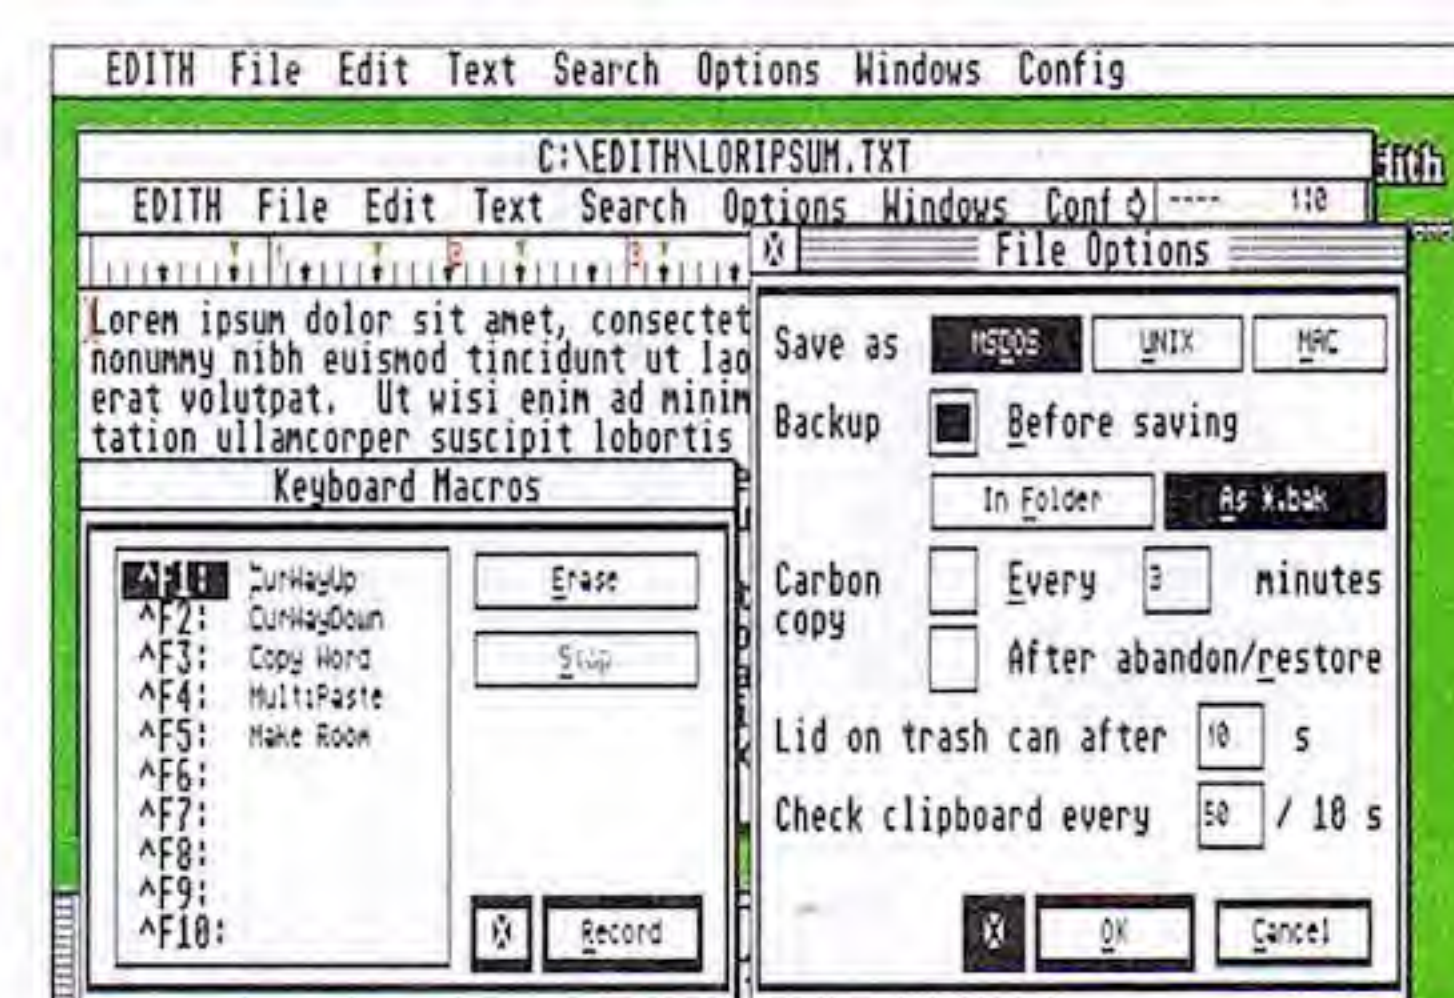 EDITH File Edit Text Search Options Windows Config
C:\EDITH\LORIPSUM.TXT
EDITH File Edit Text Search Options Windows Conf
1:0
1 2 3
Lorem ipsum dolor sit amet, consectet
nonummy nibh euismod tincidunt ut lao
erat volutpat. Ut wisi enim ad minim
tation ullamcorper suscipit lobortis
Keyboard Macros
^F1: CurWayUp
^F2: CurWayDown
^F3: Copy Word
^F4: MultiPaste
^F5: Make Room
^F6:
^F7:
^F8:
^F9:
^F10:
Erase
Stop
Record
File Options
Save as MSDOS UNIX MAC
Backup Before saving
In Folder As X.bak
Carbon copy Every 3 minutes
After abandon/restore
Lid on trash can after 10 s
Check clipboard every 50 / 10 s
OK Cancel